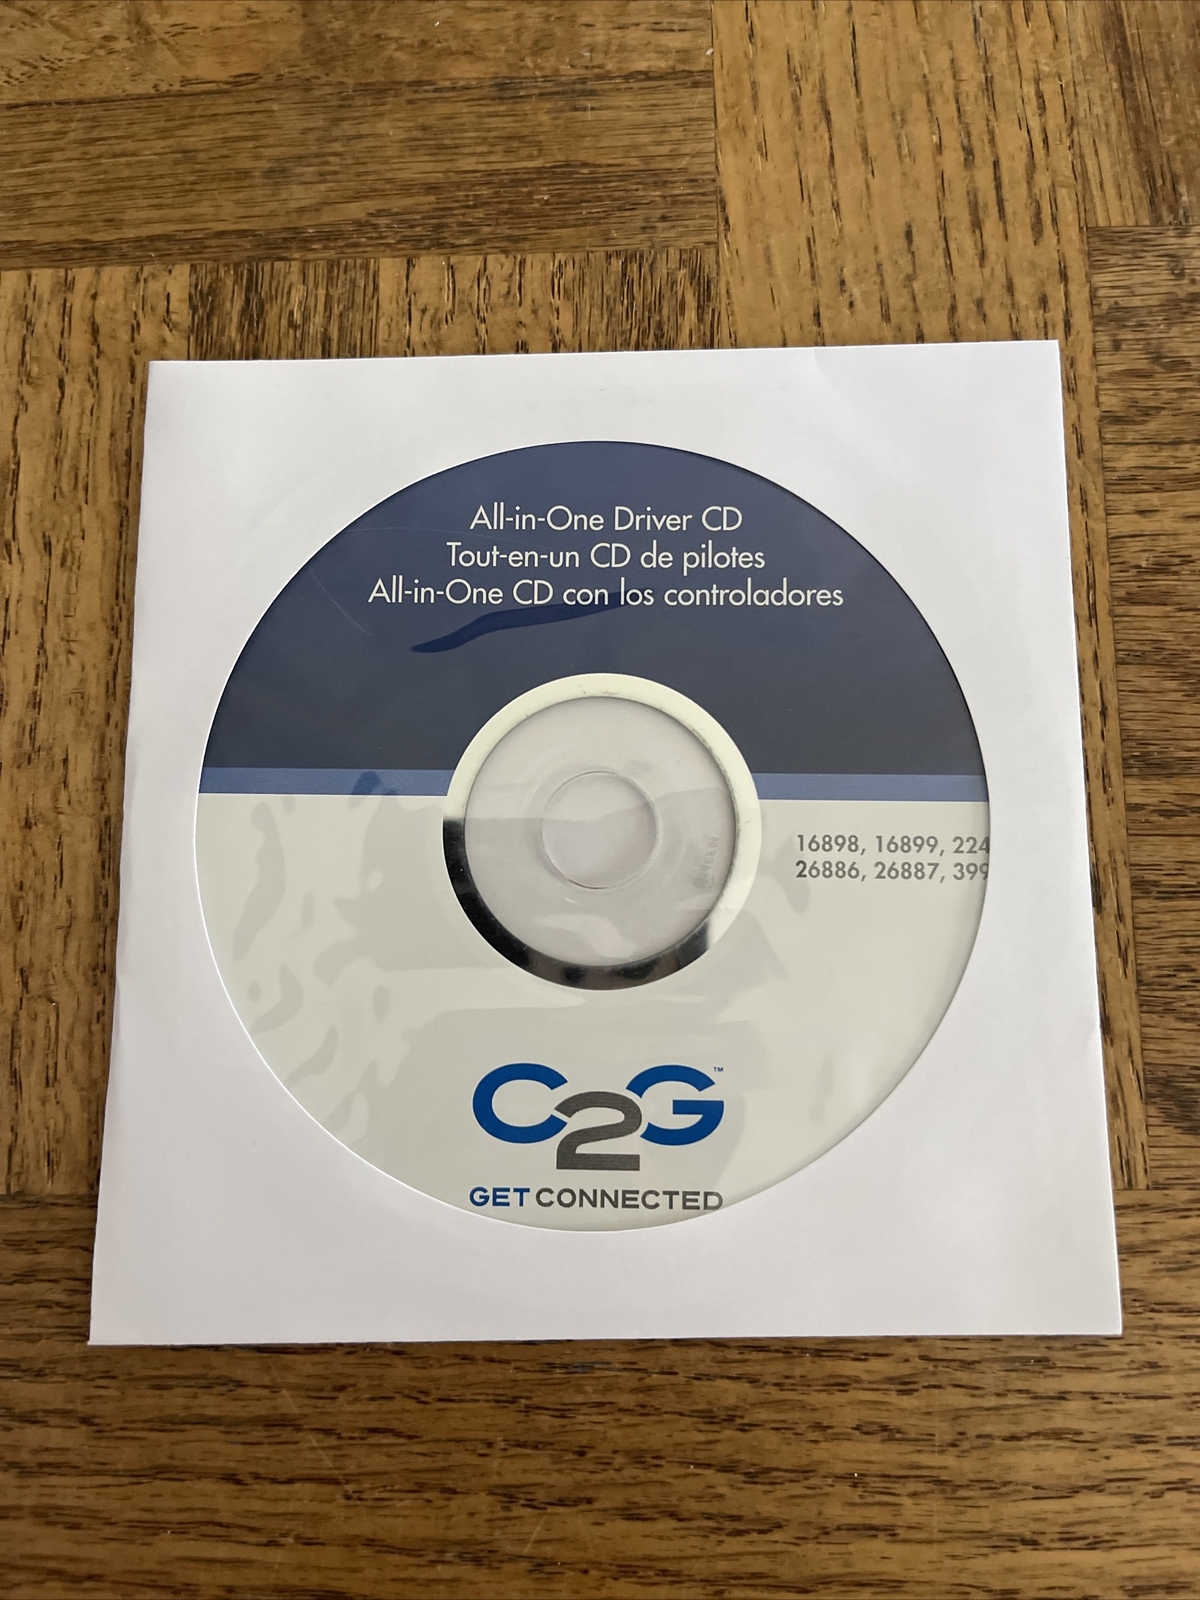 All-in-One Driver CD
Tout-en-un CD de pilotes
All-in-One CD con los controladores
16898, 16899, 224
26886, 26887, 399
C2G™
GET CONNECTED